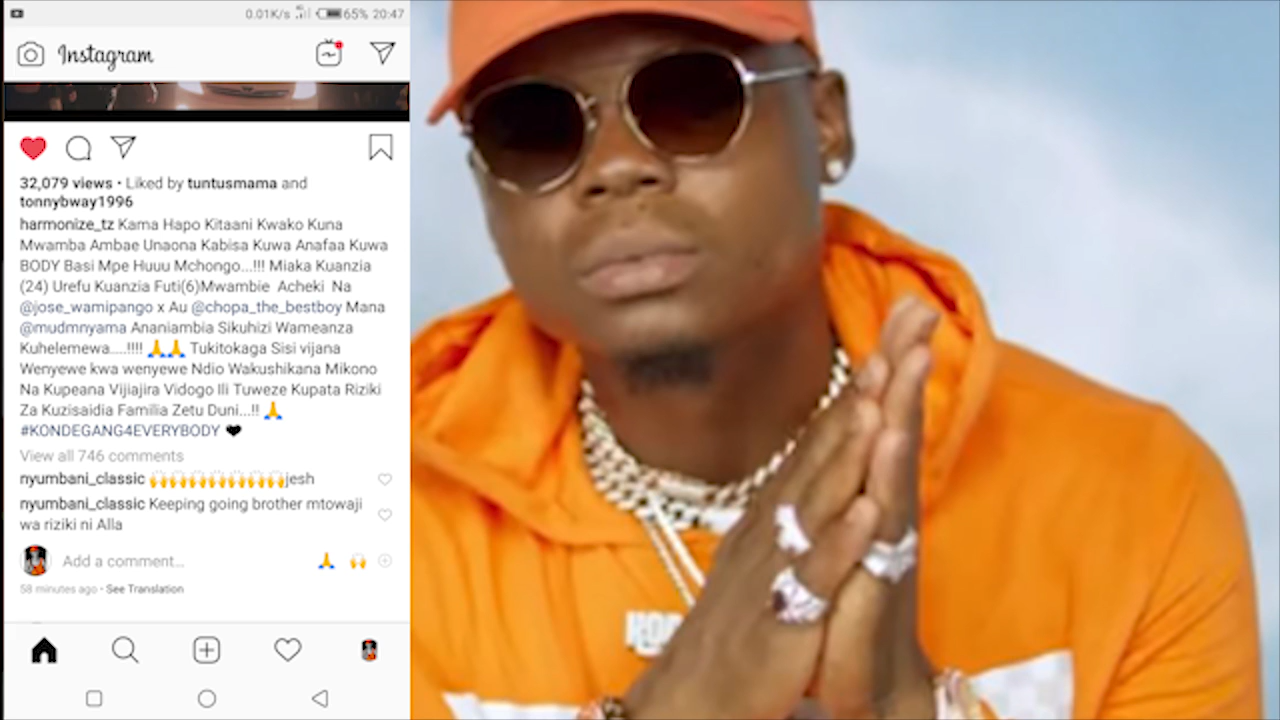 0.01K/s 65% 20:47
Instagram
32,079 views • Liked by tuntusmama and
tonnybway1996
harmonize_tz Kama Hapo Kitaani Kwako Kuna
Mwamba Ambae Unaona Kabisa Kuwa Anafaa Kuwa
BODY Basi Mpe Huuu Mchongo...!!! Miaka Kuanzia
(24) Urefu Kuanzia Futi(6)Mwambie Acheki Na
@jose_wamipango x Au @chopa_the_bestboy Mana
@mudmnyama Ananiambia Sikuhizi Wameanza
Kuhelemewa....!!!! 🙏🙏 Tukitokaga Sisi vijana
Wenyewe kwa wenyewe Ndio Wakushikana Mikono
Na Kupeana Vijiajira Vidogo Ili Tuweze Kupata Riziki
Za Kuzisaidia Familia Zetu Duni...!! 🙏
#KONDEGANG4EVERYBODY 🖤
View all 746 comments
nyumbani_classic 🙌🙌🙌🙌🙌🙌🙌🙌jesh
nyumbani_classic Keeping going brother mtowaji
wa riziki ni Alla
Add a comment... 🙏 🙌
58 minutes ago • See Translation